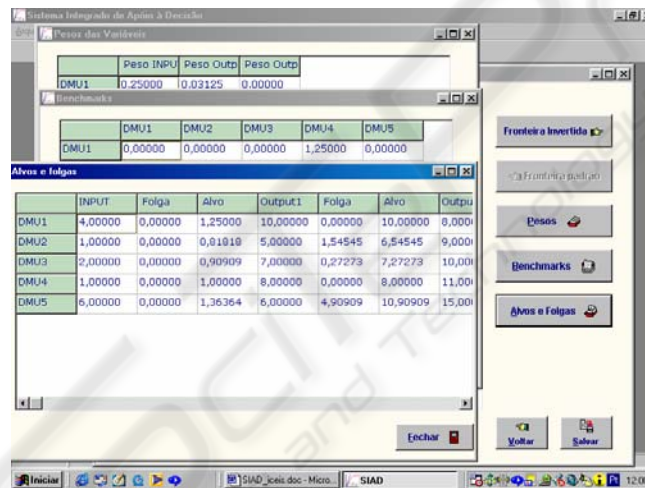 Sistema Integrado de Apoio à Decisão
Pesos das Variáveis
Peso INPU Peso Outp Peso Outp
DMU1 0.25000 0.03125 0.00000
Benchmarks
DMU1 DMU2 DMU3 DMU4 DMU5
DMU1 0,00000 0,00000 0,00000 1,25000 0,00000
Alvos e folgas
INPUT Folga Alvo Output1 Folga Alvo Outpu
DMU1 4,00000 0,00000 1,25000 10,00000 0,00000 10,00000 8,000
DMU2 1,00000 0,00000 0,81818 5,00000 1,54545 6,54545 9,000
DMU3 2,00000 0,00000 0,90909 7,00000 0,27273 7,27273 10,00
DMU4 1,00000 0,00000 1,00000 8,00000 0,00000 8,00000 11,00
DMU5 6,00000 0,00000 1,36364 6,00000 4,90909 10,90909 15,00
Fechar
Fronteira Invertida
Fronteira padrão
Pesos
Benchmarks
Alvos e Folgas
Voltar
Salvar
Iniciar
SIAD_iceis.doc - Micro...
SIAD
Pt
12:0